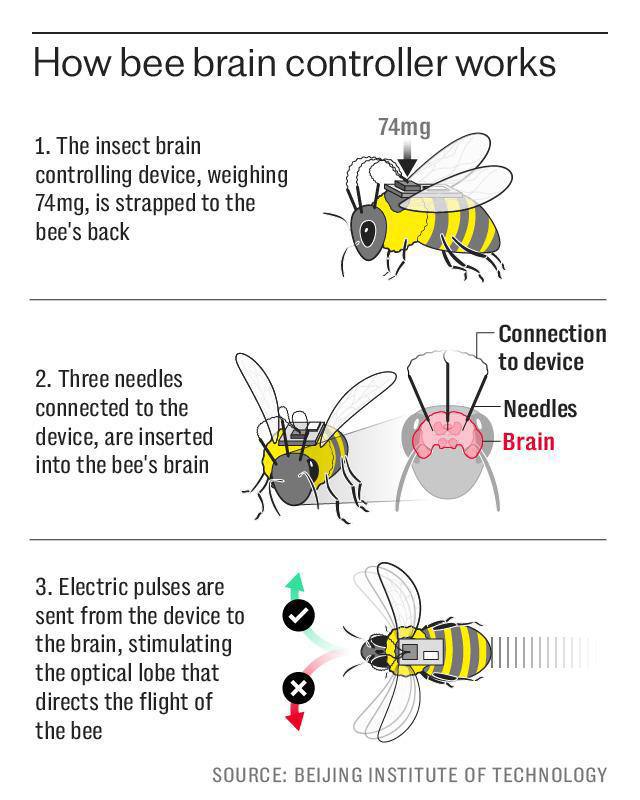 How bee brain controller works
1. The insect brain
controlling device, weighing
74mg, is strapped to the
bee's back
74mg
2. Three needles
connected to the
device, are inserted
into the bee's brain
Connection
to device
Needles
Brain
3. Electric pulses are
sent from the device to
the brain, stimulating
the optical lobe that
directs the flight of
the bee
SOURCE: BEIJING INSTITUTE OF TECHNOLOGY